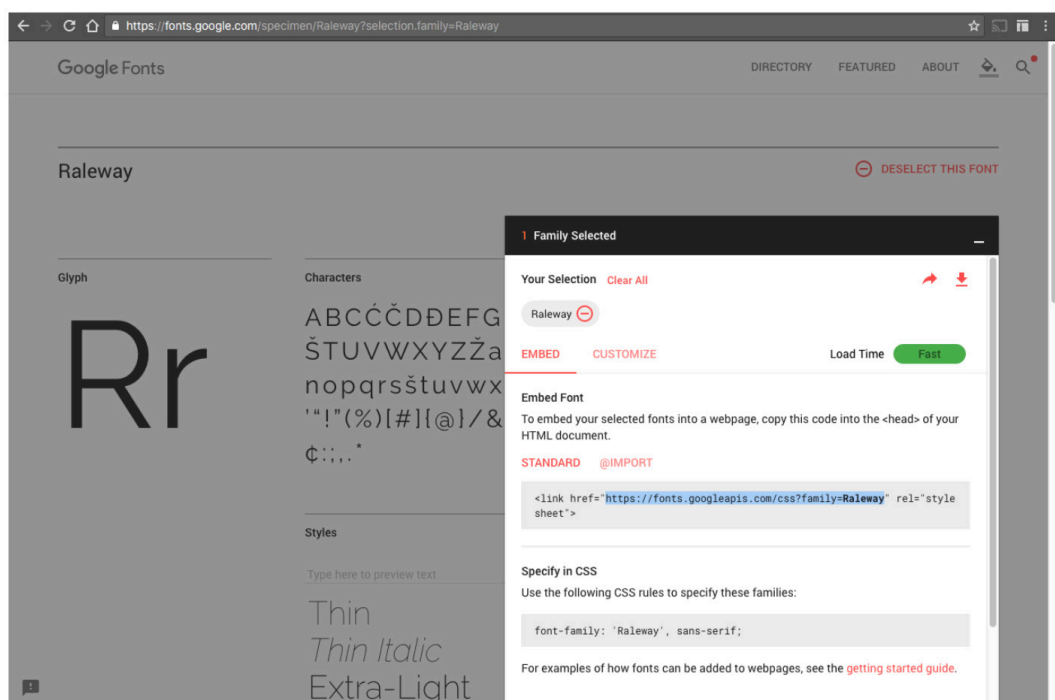 https://fonts.google.com/specimen/Raleway?selection.family=Raleway
Google Fonts
DIRECTORY FEATURED ABOUT
Raleway
DESELECT THIS FONT
Glyph
Rr
Characters
ABCĆČDĐEFG
ŠTUVWXYZŽa
nopqrsštuvwx
'“!”(%)[#]{@}/&
¢:;,.*
Styles
Type here to preview text
Thin
Thin Italic
Extra-Light
1 Family Selected
Your Selection Clear All
Raleway
EMBED CUSTOMIZE Load Time Fast
Embed Font
To embed your selected fonts into a webpage, copy this code into the <head> of your
HTML document.
STANDARD @IMPORT
<link href="https://fonts.googleapis.com/css?family=Raleway" rel="style
sheet">
Specify in CSS
Use the following CSS rules to specify these families:
font-family: 'Raleway', sans-serif;
For examples of how fonts can be added to webpages, see the getting started guide.